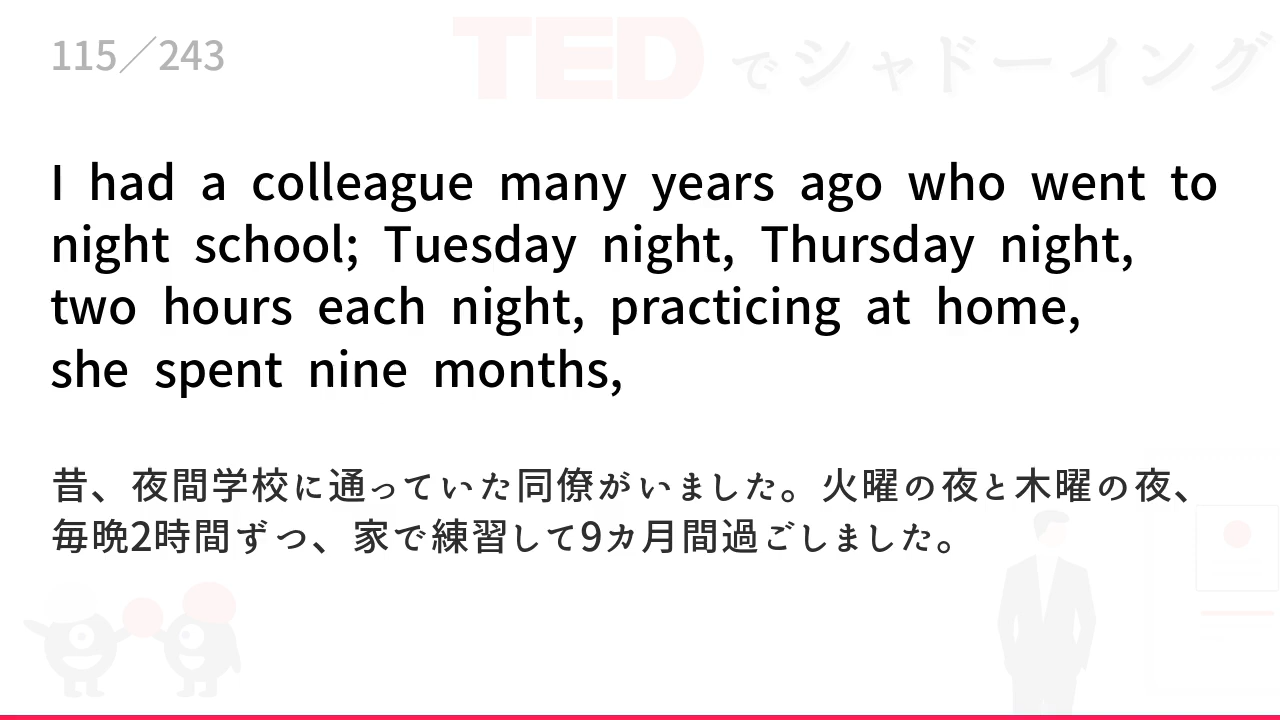 115／243
TEDでシャドーイング
I had a colleague many years ago who went to
night school; Tuesday night, Thursday night,
two hours each night, practicing at home,
she spent nine months,
昔、夜間学校に通っていた同僚がいました。火曜の夜と木曜の夜、
毎晩2時間ずつ、家で練習して9カ月間過ごしました。